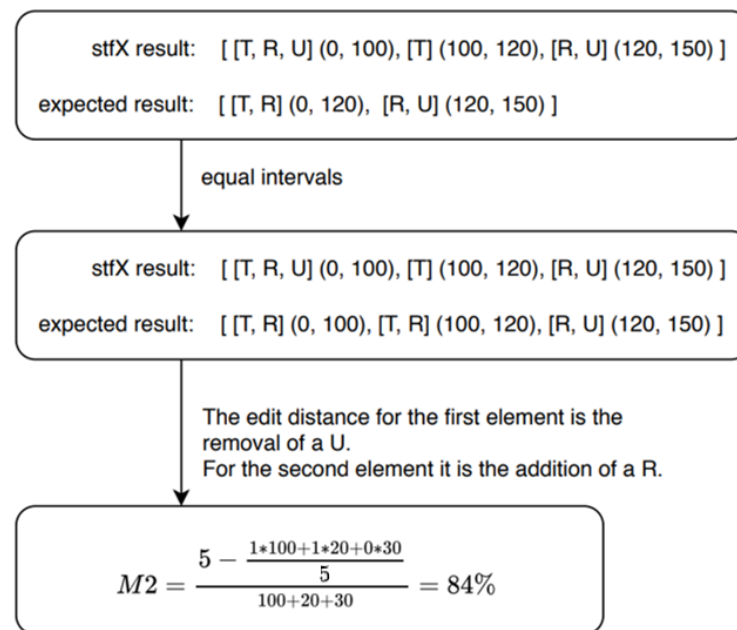 stfX result: [ [T, R, U] (0, 100), [T] (100, 120), [R, U] (120, 150) ]
expected result: [ [T, R] (0, 120), [R, U] (120, 150) ]
equal intervals
stfX result: [ [T, R, U] (0, 100), [T] (100, 120), [R, U] (120, 150) ]
expected result: [ [T, R] (0, 100), [T, R] (100, 120), [R, U] (120, 150) ]
The edit distance for the first element is the
removal of a U.
For the second element it is the addition of a R.
M2 = \frac{5 - \frac{1*100+1*20+0*30}{5}}{100+20+30} = 84%